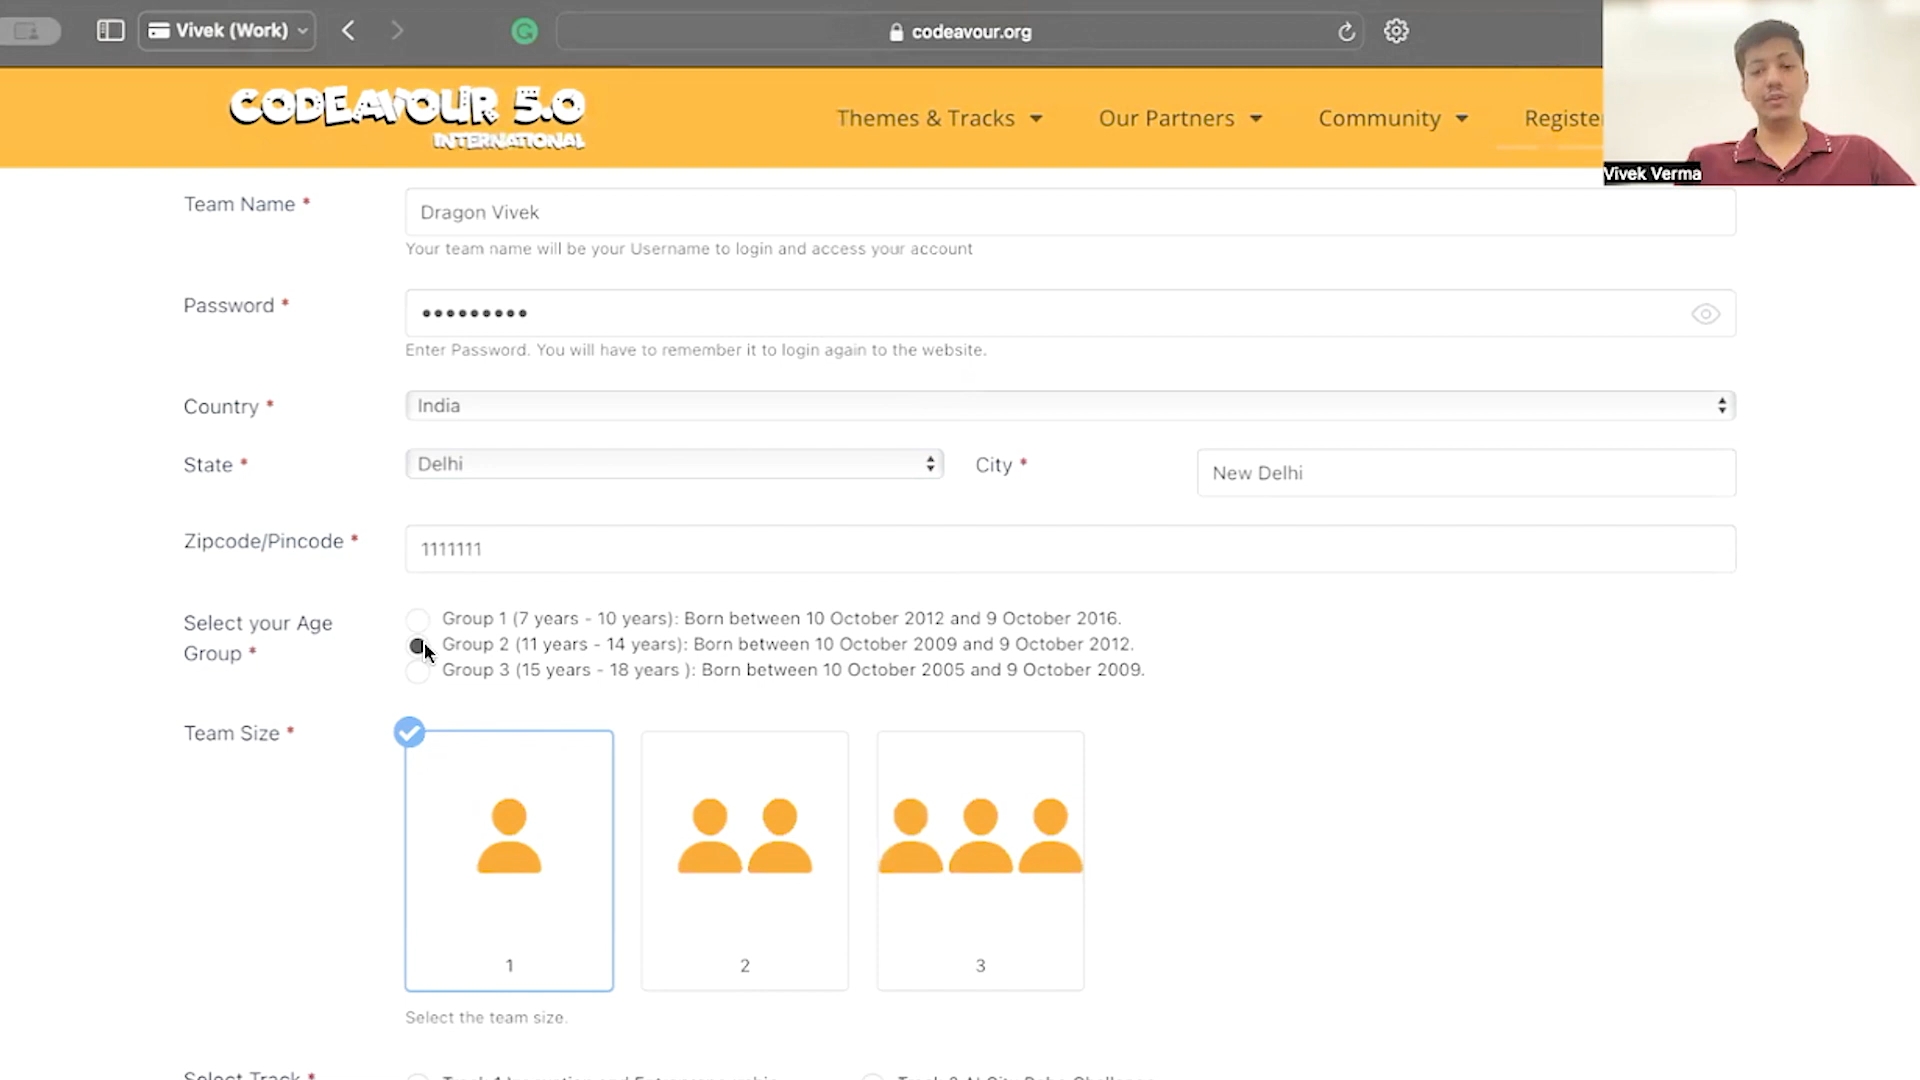 Vivek (Work)
codeavour.org
CODEAVOUR 5.0
INTERNATIONAL
Themes & Tracks
Our Partners
Community
Vivek Verma
Team Name *
Dragon Vivek
Your team name will be your Username to login and access your account
Password *
Enter Password. You will have to remember it to login again to the website.
Country *
India
State *
Delhi
City *
New Delhi
Zipcode/Pincode *
1111111
Select your Age
Group *
Group 1 (7 years - 10 years): Born between 10 October 2012 and 9 October 2016.
Group 2 (11 years - 14 years): Born between 10 October 2009 and 9 October 2012.
Group 3 (15 years - 18 years ): Born between 10 October 2005 and 9 October 2009.
Team Size *
1
2
3
Select the team size.
Select Track *